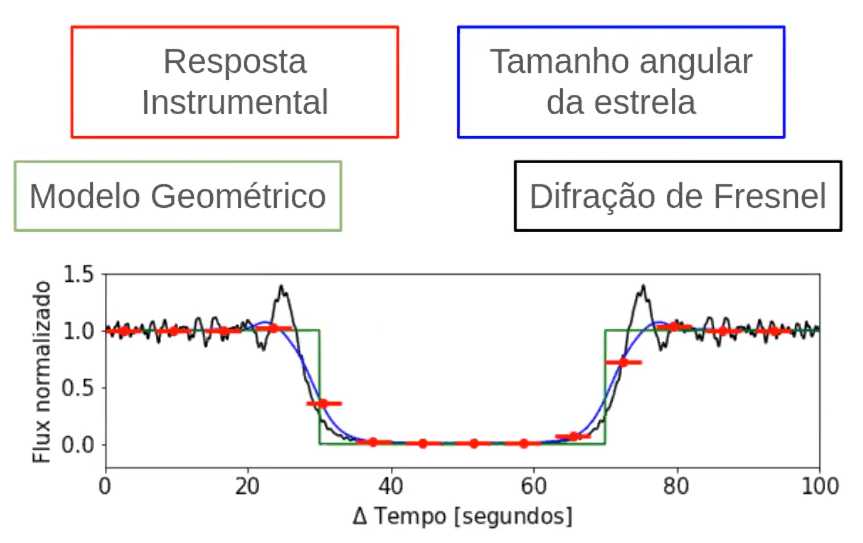 Resposta
Instrumental
Tamanho angular
da estrela
Modelo Geométrico
Difração de Fresnel
Flux normalizado
1.5
1.0
0.5
0.0
0
20
40
60
80
100
Δ Tempo [segundos]